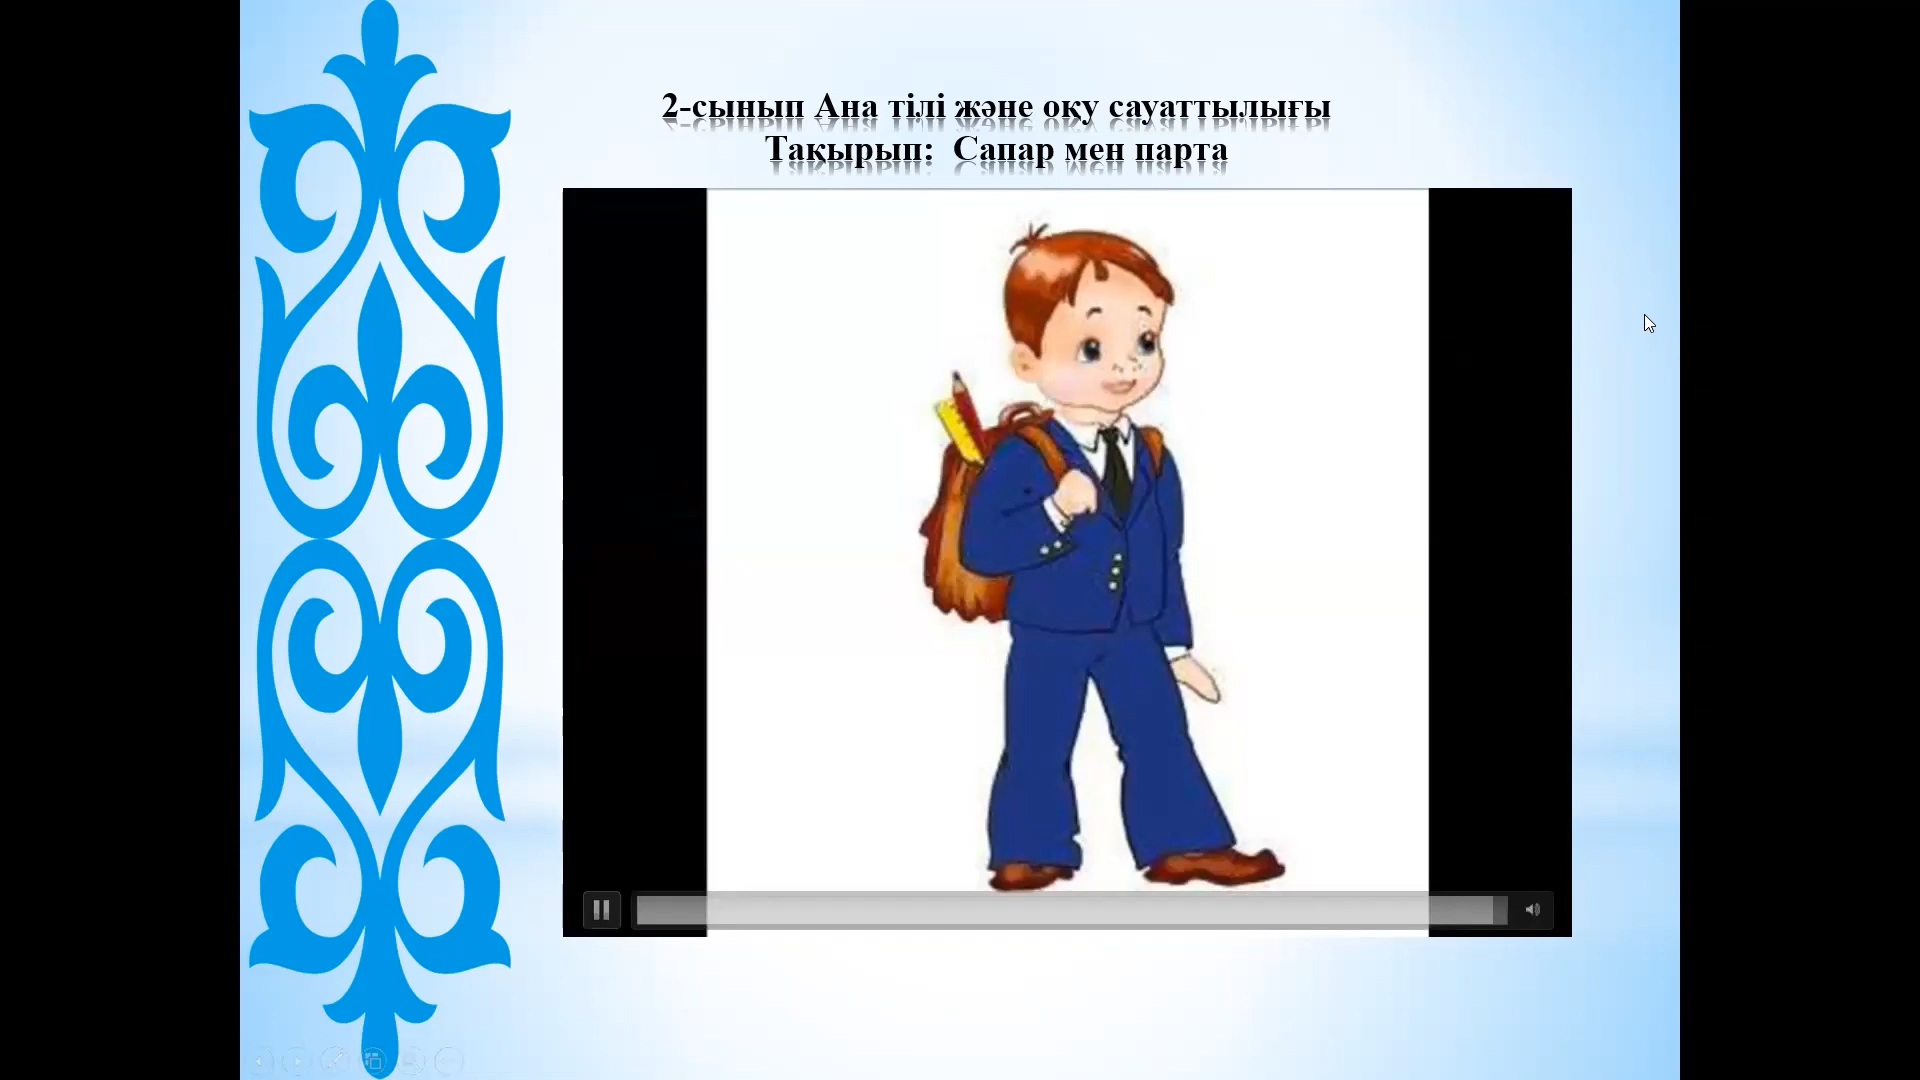 2-сынып Ана тілі және оқу сауаттылығы
Тақырып: Сапар мен парта